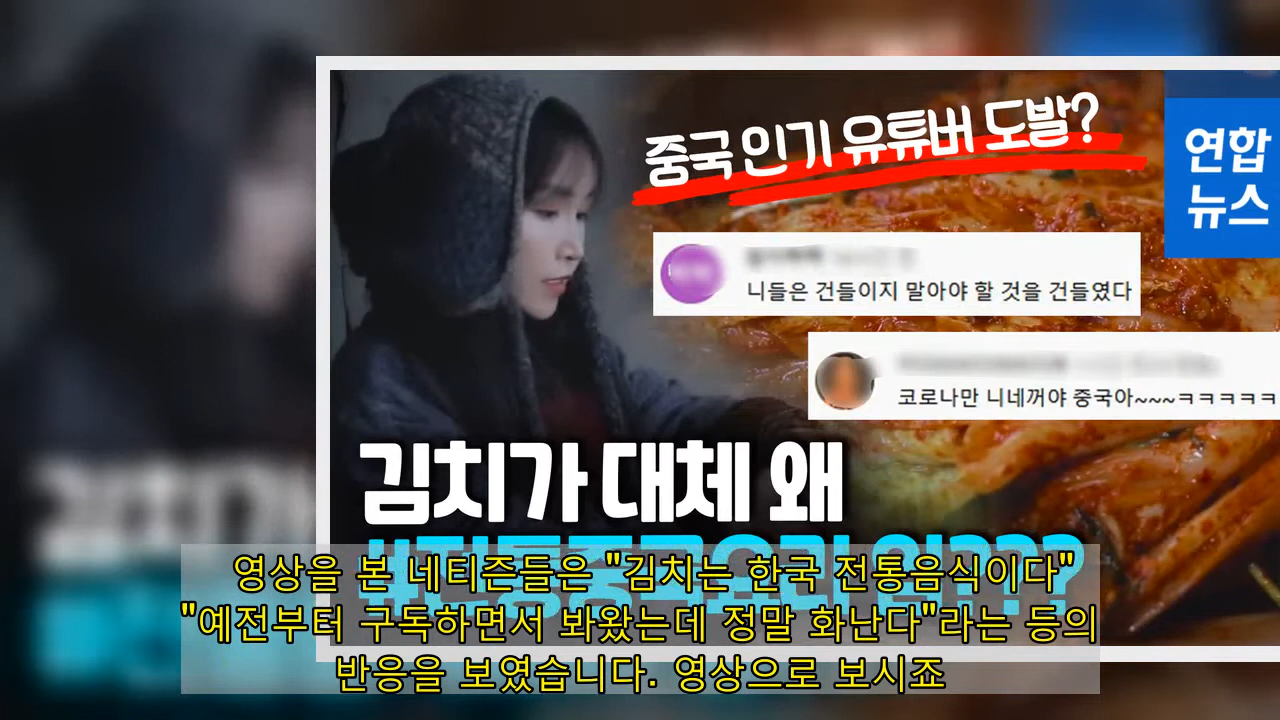 중국 인기 유튜버 도발?
연합
뉴스
니들은 건들이지 말아야 할 것을 건들였다
코로나만 니네꺼야 중국아~~~ㅋㅋㅋㅋㅋ
김치가 대체 왜
영상을 본 네티즌들은 "김치는 한국 전통음식이다"
"예전부터 구독하면서 봐왔는데 정말 화난다"라는 등의
반응을 보였습니다. 영상으로 보시죠